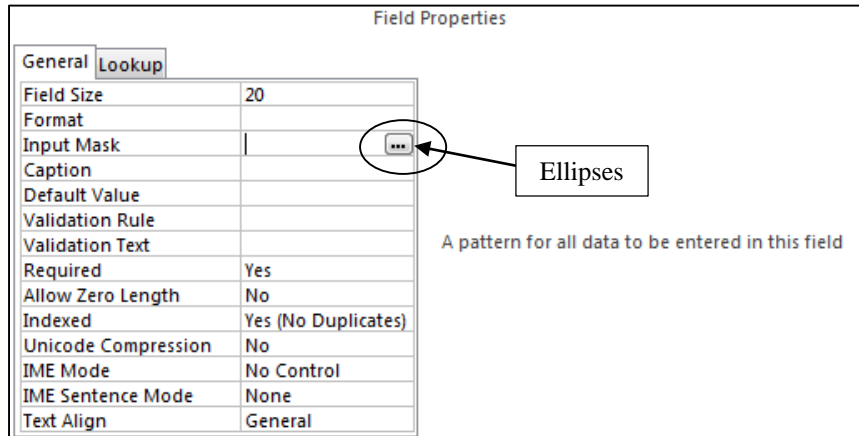 Field Properties
General Lookup
Field Size 20
Format
Input Mask ...
Caption
Default Value
Validation Rule
Validation Text
Required Yes
Allow Zero Length No
Indexed Yes (No Duplicates)
Unicode Compression No
IME Mode No Control
IME Sentence Mode None
Text Align General
Ellipses
A pattern for all data to be entered in this field